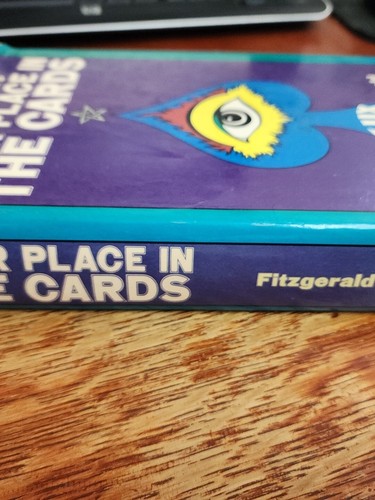 PLACE IN
THE CARDS
R PLACE IN
E CARDS
Fitzgerald